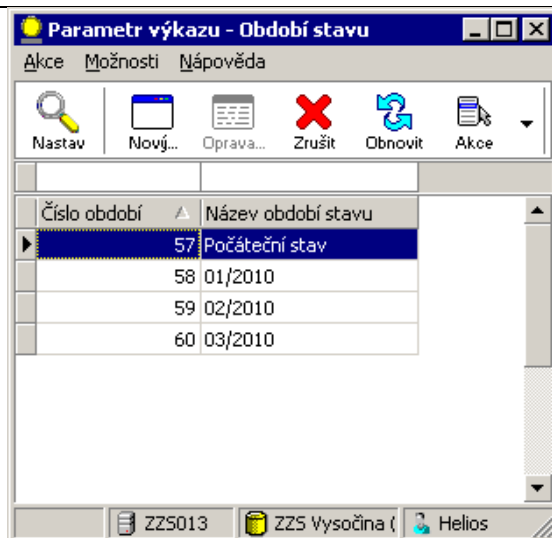 Parametr výkazu - Období stavu
Akce Možnosti Nápověda
Nastav Nový... Oprava... Zrušit Obnovit Akce
Číslo období Název období stavu
57 Počáteční stav
58 01/2010
59 02/2010
60 03/2010
ZZS013 ZZS Vysočina ( Helios